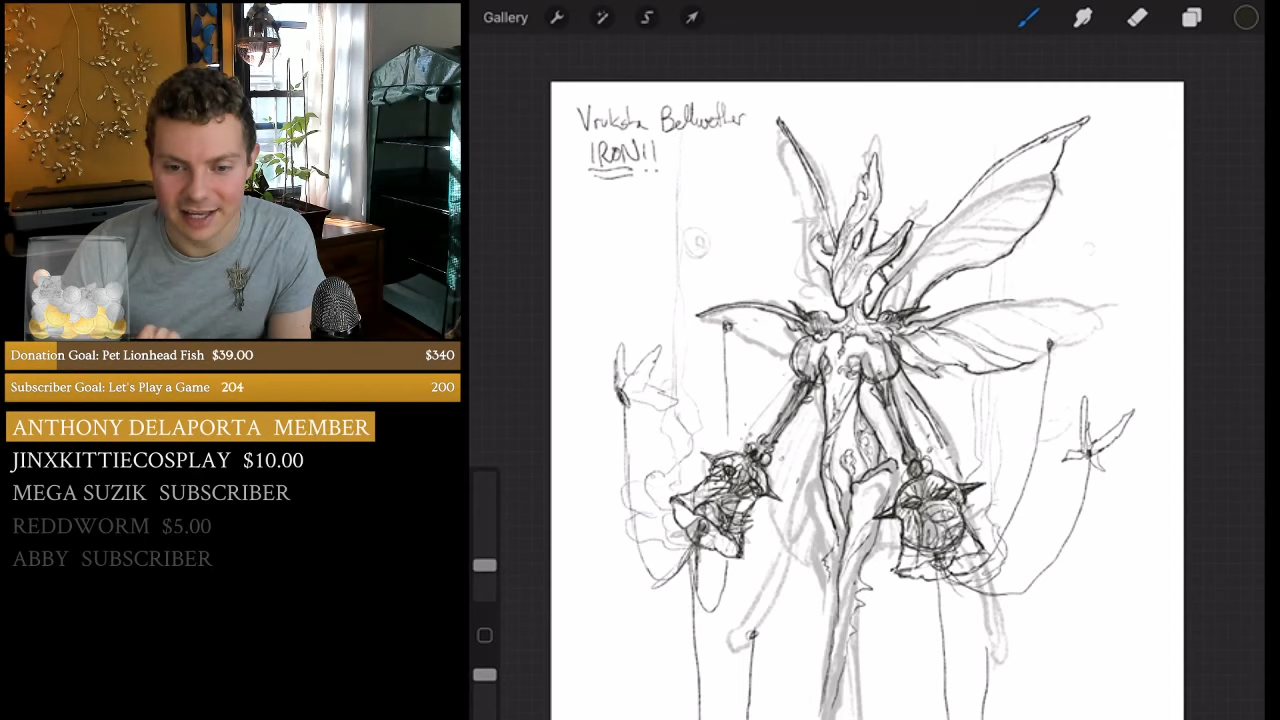 Gallery
Vruksha Bellwether
IRON!!
Donation Goal: Pet Lionhead Fish $39.00 $340
Subscriber Goal: Let's Play a Game 204 200
ANTHONY DELAPORTA MEMBER
JINXKITTIECOSPLAY $10.00
MEGA SUZIK SUBSCRIBER
REDDWORM $5.00
ABBY SUBSCRIBER